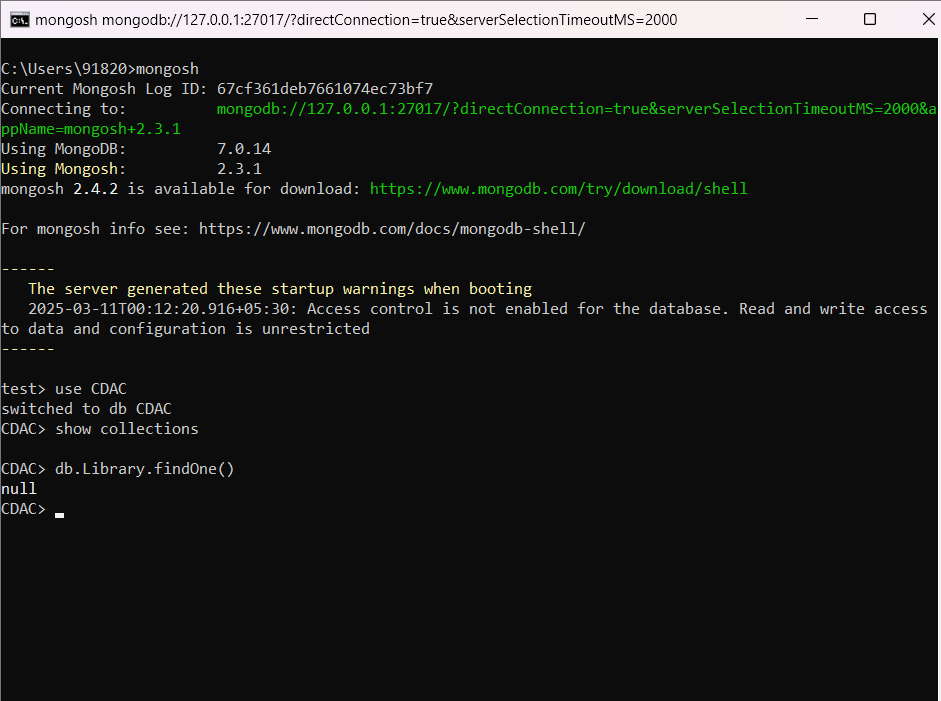 mongosh mongodb://127.0.0.1:27017/?directConnection=true&serverSelectionTimeoutMS=2000
C:\Users\91820>mongosh
Current Mongosh Log ID: 67cf361deb7661074ec73bf7
Connecting to:          mongodb://127.0.0.1:27017/?directConnection=true&serverSelectionTimeoutMS=2000&a
ppName=mongosh+2.3.1
Using MongoDB:          7.0.14
Using Mongosh:          2.3.1
mongosh 2.4.2 is available for download: https://www.mongodb.com/try/download/shell
For mongosh info see: https://www.mongodb.com/docs/mongodb-shell/
------
   The server generated these startup warnings when booting
   2025-03-11T00:12:20.916+05:30: Access control is not enabled for the database. Read and write access
to data and configuration is unrestricted
------
test> use CDAC
switched to db CDAC
CDAC> show collections
CDAC> db.Library.findOne()
null
CDAC>